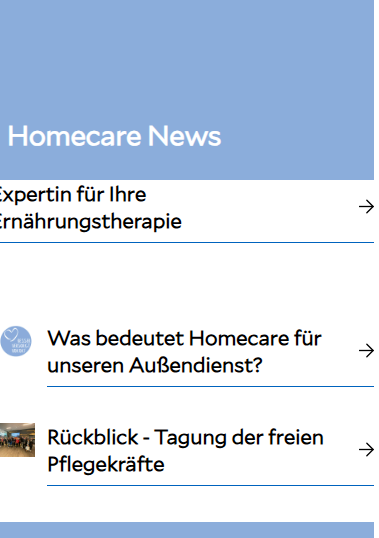 Homecare News
Expertin für Ihre
Ernährungstherapie
Was bedeutet Homecare für
unseren Außendienst?
Rückblick - Tagung der freien
Pflegekräfte